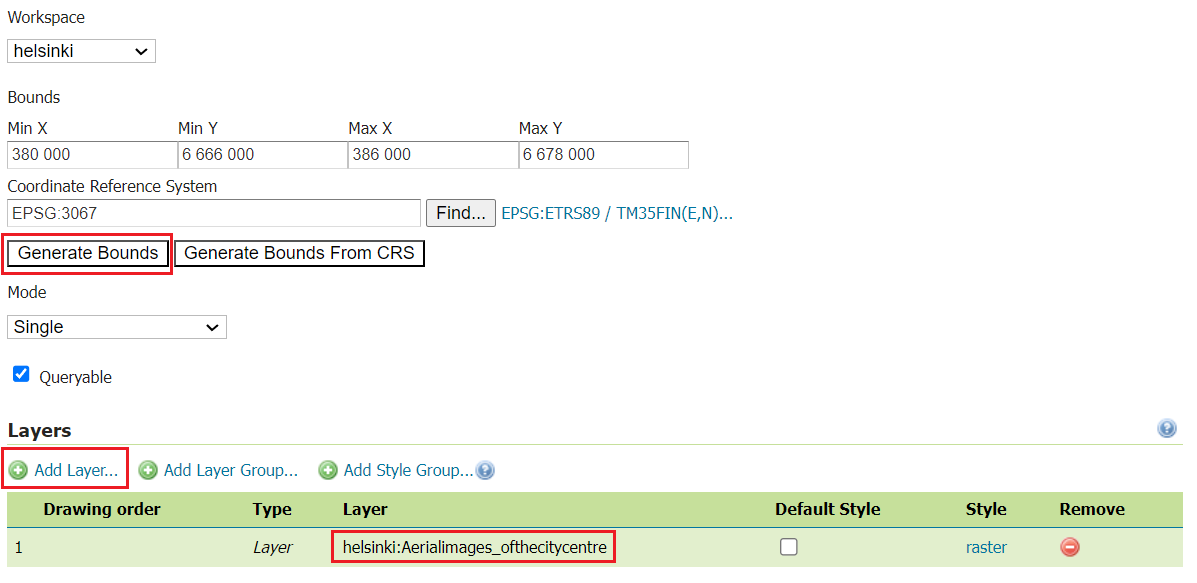 Workspace
helsinki
Bounds
Min X Min Y Max X Max Y
380 000 6 666 000 386 000 6 678 000
Coordinate Reference System
EPSG:3067 Find... EPSG:ETRS89 / TM35FIN(E,N)...
Generate Bounds Generate Bounds From CRS
Mode
Single
Queryable
Layers
Add Layer... Add Layer Group... Add Style Group...
Drawing order Type Layer Default Style Style Remove
1 Layer helsinki:Aerialimages_ofthecitycentre raster